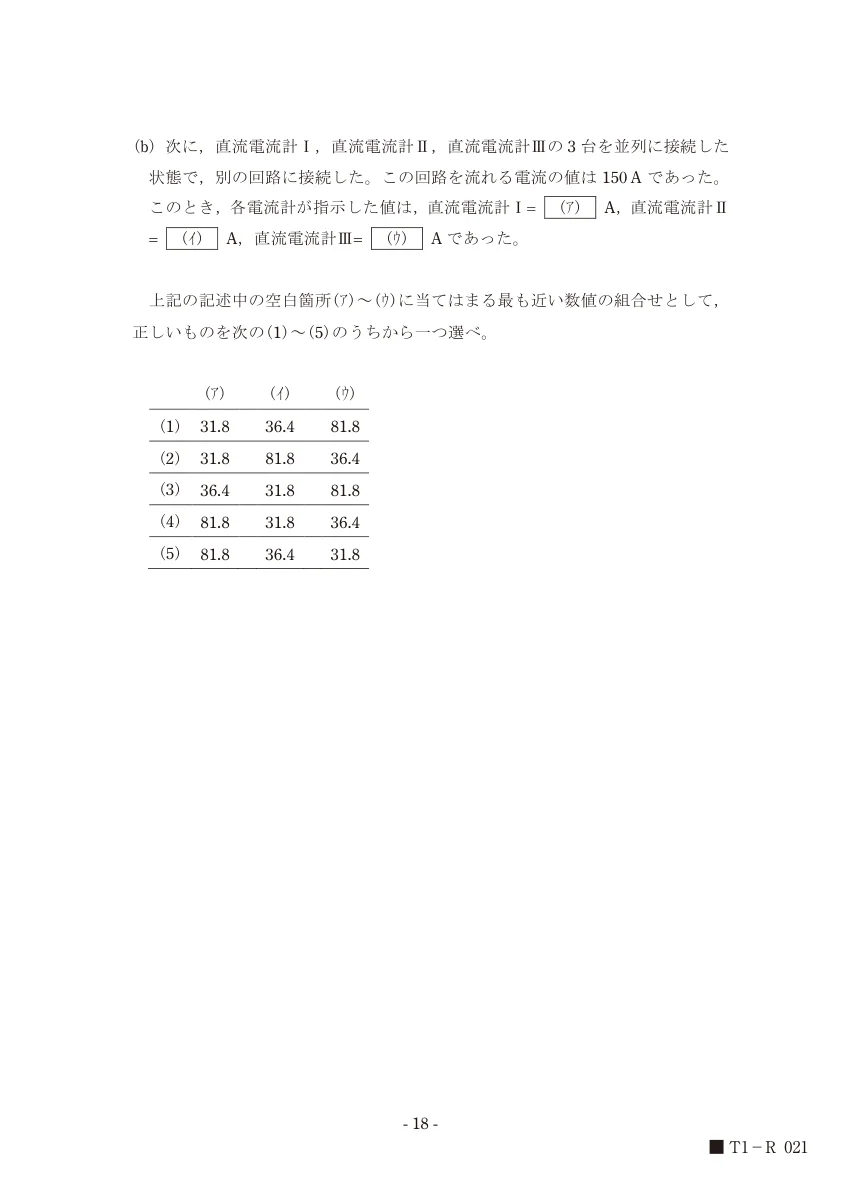 (b) 次に，直流電流計Ⅰ，直流電流計Ⅱ，直流電流計Ⅲの 3 台を並列に接続した
状態で，別の回路に接続した。この回路を流れる電流の値は 150 A であった。
このとき，各電流計が指示した値は，直流電流計Ⅰ= (ｱ) A，直流電流計Ⅱ
= (ｲ) A，直流電流計Ⅲ= (ｳ) A であった。
上記の記述中の空白箇所(ｱ)～(ｳ)に当てはまる最も近い数値の組合せとして，
正しいものを次の(1)～(5)のうちから一つ選べ。
(ｱ) (ｲ) (ｳ)
(1) 31.8 36.4 81.8
(2) 31.8 81.8 36.4
(3) 36.4 31.8 81.8
(4) 81.8 31.8 36.4
(5) 81.8 36.4 31.8
- 18 -
■ T1－R 021